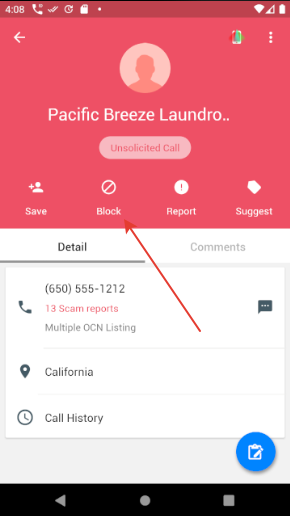 4:08
Pacific Breeze Laundro..
Unsolicited Call
Save Block Report Suggest
Detail Comments
(650) 555-1212
13 Scam reports
Multiple OCN Listing
California
Call History